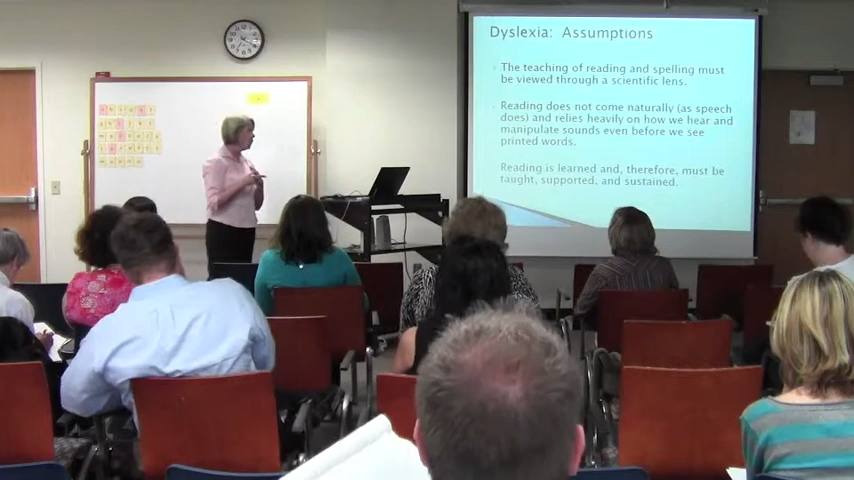 Dyslexia: Assumptions
The teaching of reading and spelling must
be viewed through a scientific lens.
Reading does not come naturally (as speech
does) and relies heavily on how we hear and
manipulate sounds even before we see
printed words.
Reading is learned and, therefore, must be
taught, supported, and sustained.